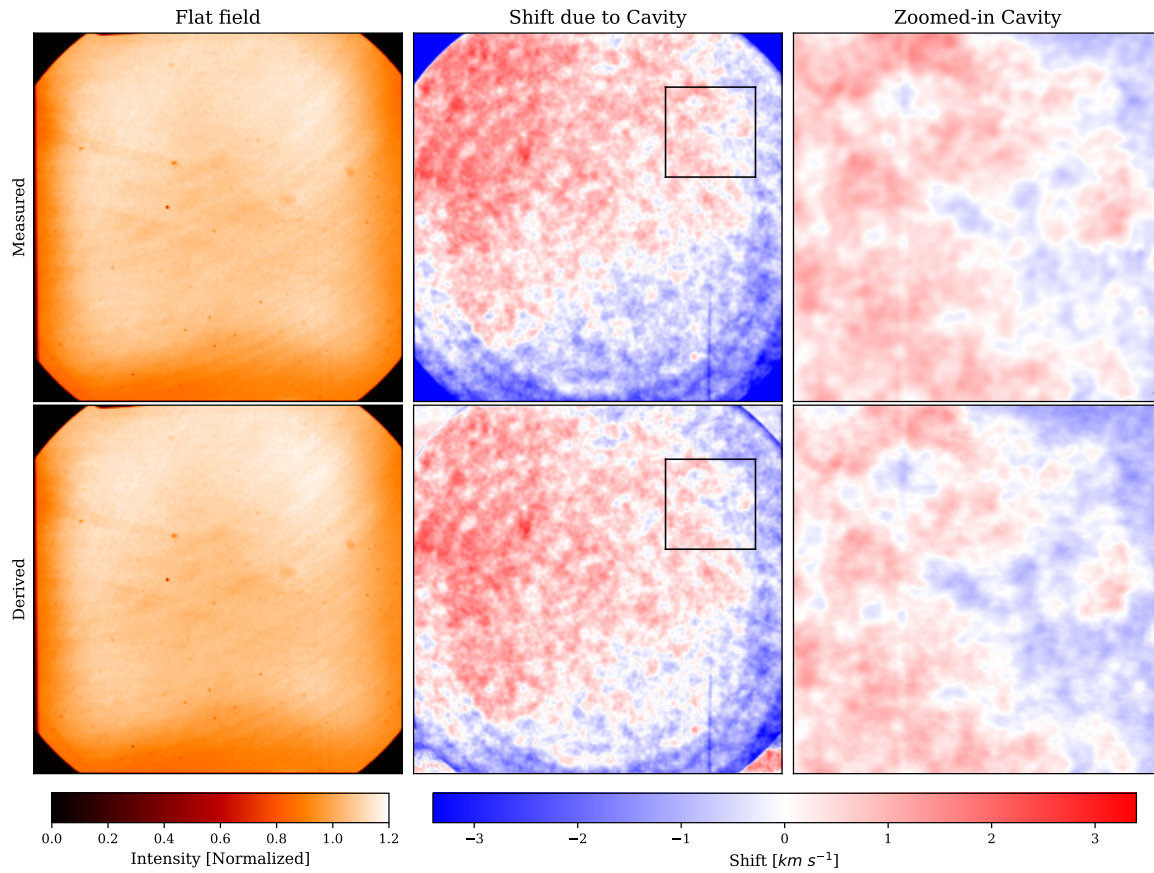 Flat field
Shift due to Cavity
Zoomed-in Cavity
Measured
Derived
0.0 0.2 0.4 0.6 0.8 1.0 1.2
Intensity [Normalized]
−3 −2 −1 0 1 2 3
Shift [km s⁻¹]